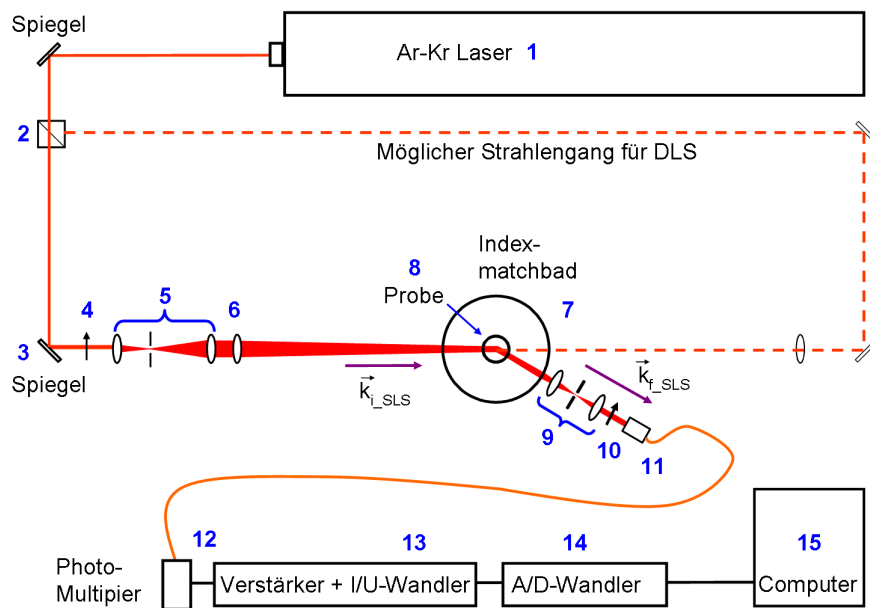 Spiegel
Ar-Kr Laser 1
2
Möglicher Strahlengang für DLS
Index-
matchbad
8
Probe
7
4
5
6
3
Spiegel
k⃗i_SLS
k⃗f_SLS
9
10
11
12
13
14
15
Photo-
Multipier
Verstärker + I/U-Wandler
A/D-Wandler
Computer